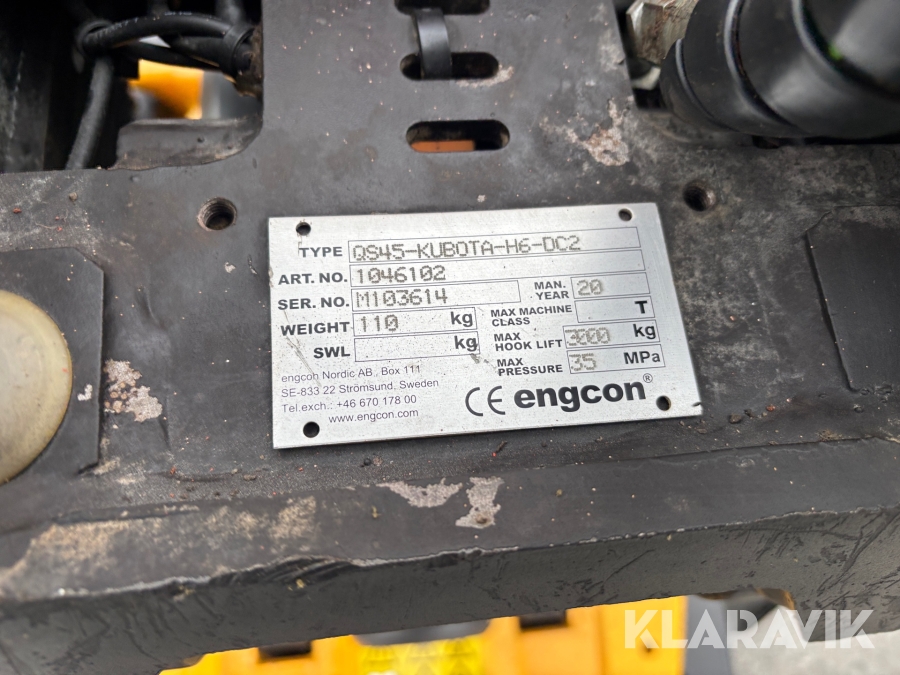 TYPE QS45-KUBOTA-H6-DC2
ART. NO. 1046102
SER. NO. M103614 MAN. YEAR 20
WEIGHT 110 kg MAX MACHINE CLASS T
SWL kg MAX HOOK LIFT 3000 kg
MAX PRESSURE 35 MPa
engcon Nordic AB, Box 111
SE-833 22 Strömsund, Sweden
Tel.exch.: +46 670 178 00
www.engcon.com
CE engcon®
KLARAVIK
KLARAVIK